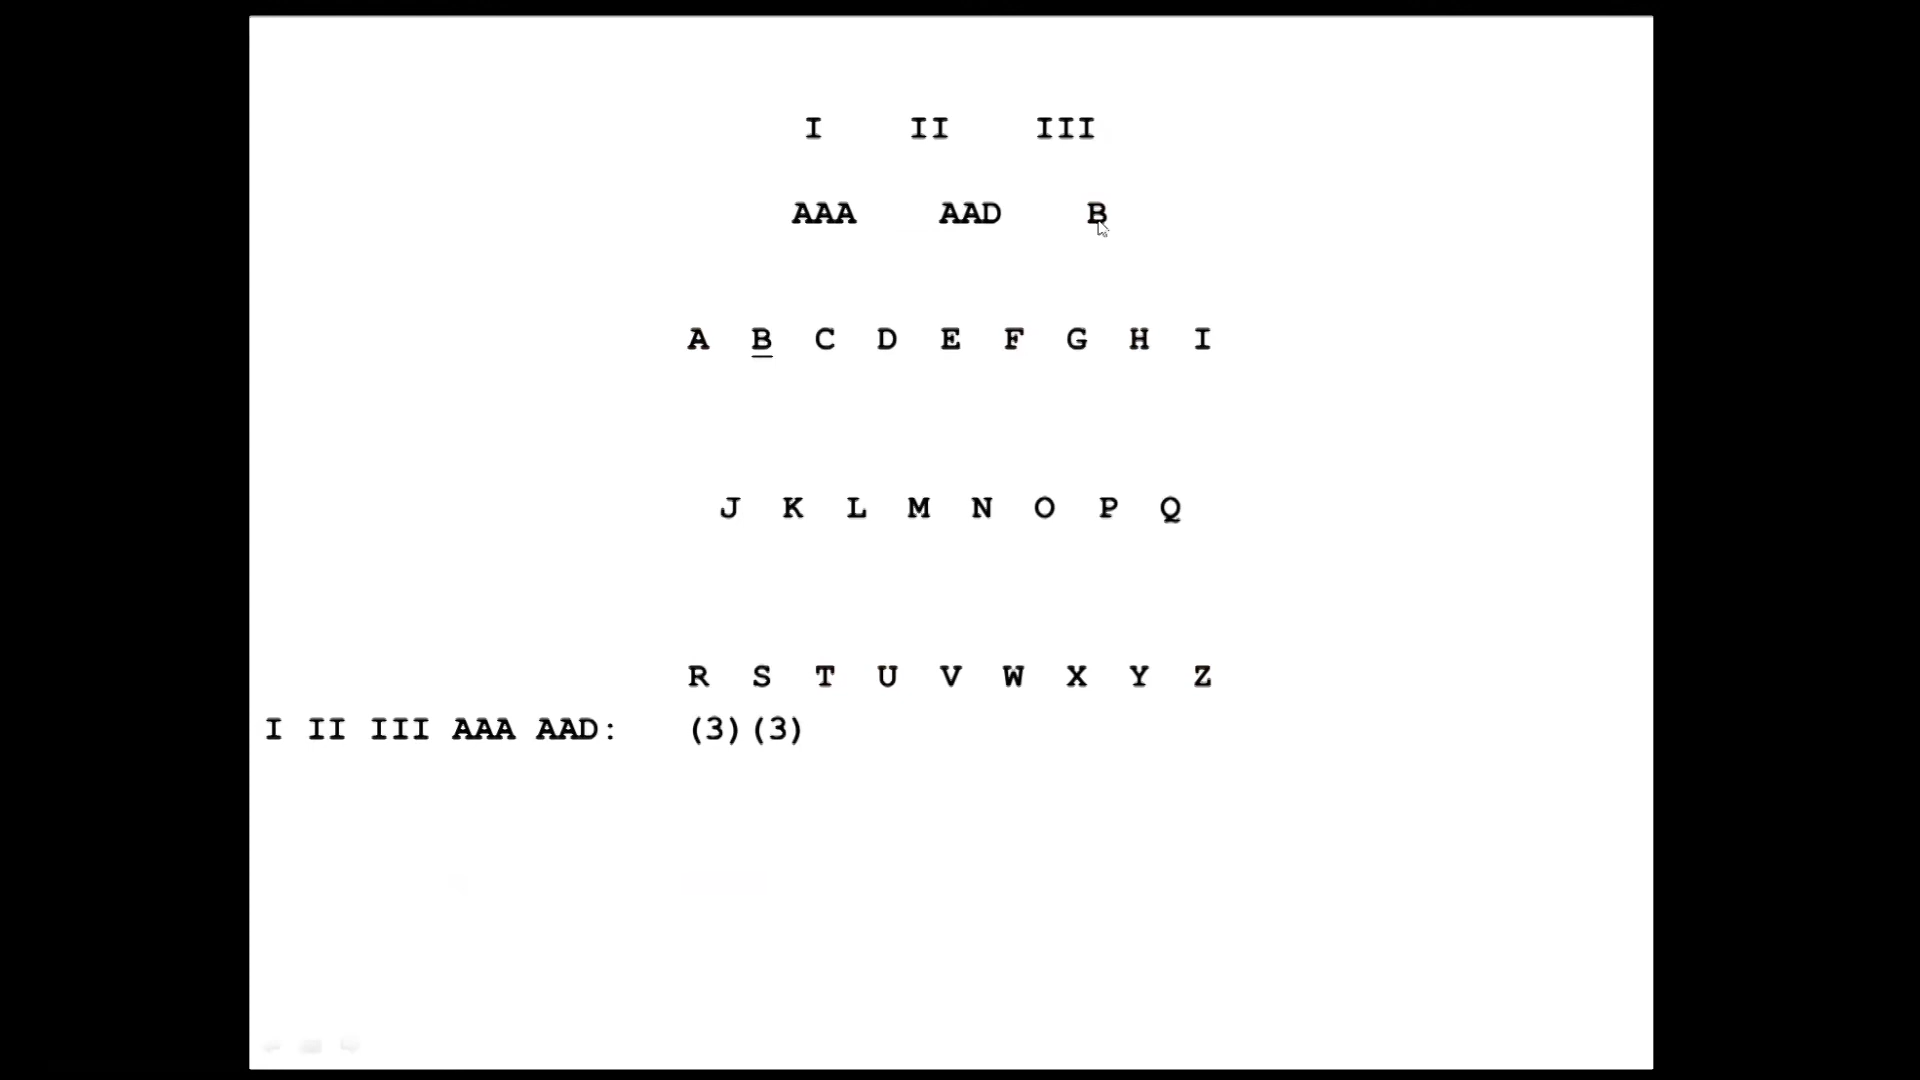 I II III
AAA AAD B
A B C D E F G H I
J K L M N O P Q
R S T U V W X Y Z
I II III AAA AAD: (3)(3)